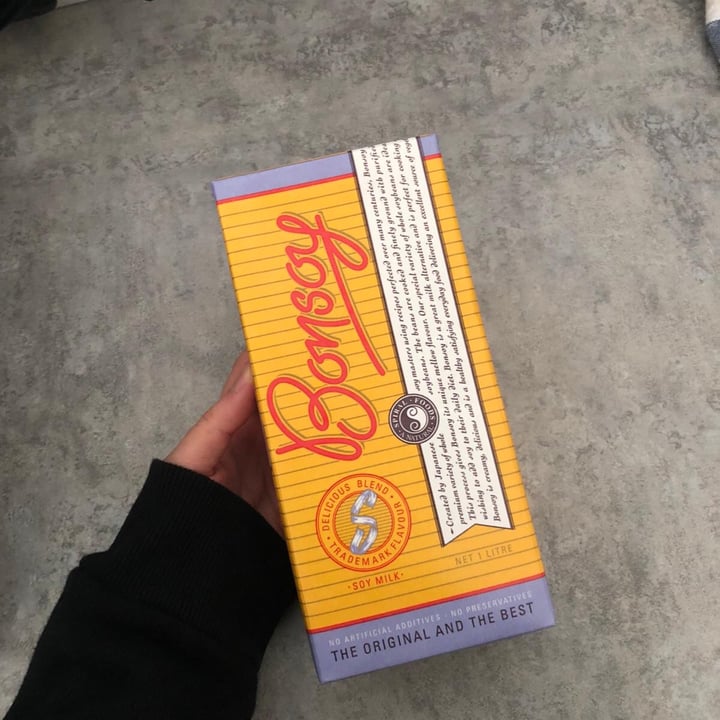 Bonsoy
DELICIOUS BLEND
TRADEMARK FLAVOUR
S
· SOY MILK ·
Created by Japanese soy masters using recipes perfected over many centuries. Bonsoy
premium variety of whole soybeans. The beans are cooked and finely ground with purified
This process gives Bonsoy its unique mellow flavour. Our special variety of whole soybeans are ideal
wishing to add soy to their daily diet. Bonsoy is a great milk alternative and is perfect for cooking
Bonsoy is creamy, delicious and is a healthy satisfying everyday food delivering an excellent source of
SPIRAL · FOODS
NATURAL
NET 1 LITRE
NO ARTIFICIAL ADDITIVES · NO PRESERVATIVES
THE ORIGINAL AND THE BEST